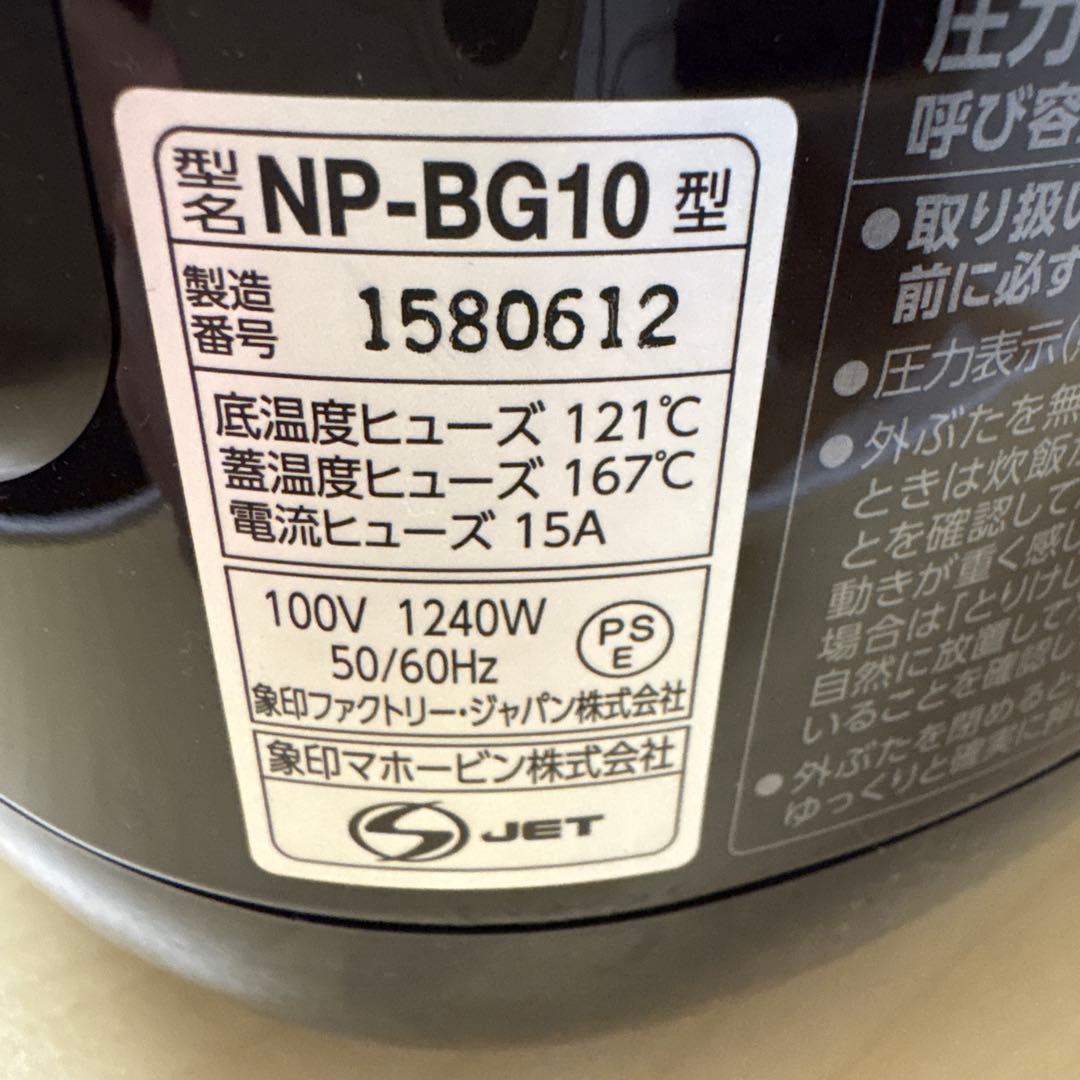 型名 NP-BG10 型
製造番号 1580612
底温度ヒューズ 121℃
蓋温度ヒューズ 167℃
電流ヒューズ 15A
100V 1240W
50/60Hz
PSE
象印ファクトリー・ジャパン株式会社
象印マホービン株式会社
S JET
圧力
呼び容
●取り扱い
前に必ず
●圧力表示(
●外ぶたを無
ときは炊飯が
とを確認して
動きが重く感じ
場合は「とりけし
自然に放置して
いることを確認し
●外ぶたを閉めると
ゆっくりと確実に押